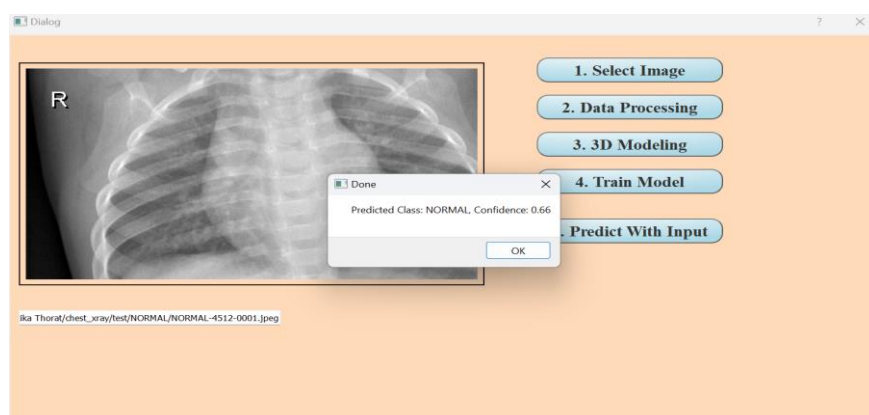 Dialog
?
R
1. Select Image
2. Data Processing
3. 3D Modeling
4. Train Model
. Predict With Input
Done
Predicted Class: NORMAL, Confidence: 0.66
OK
ika Thorat/chest_xray/test/NORMAL/NORMAL-4512-0001.jpeg